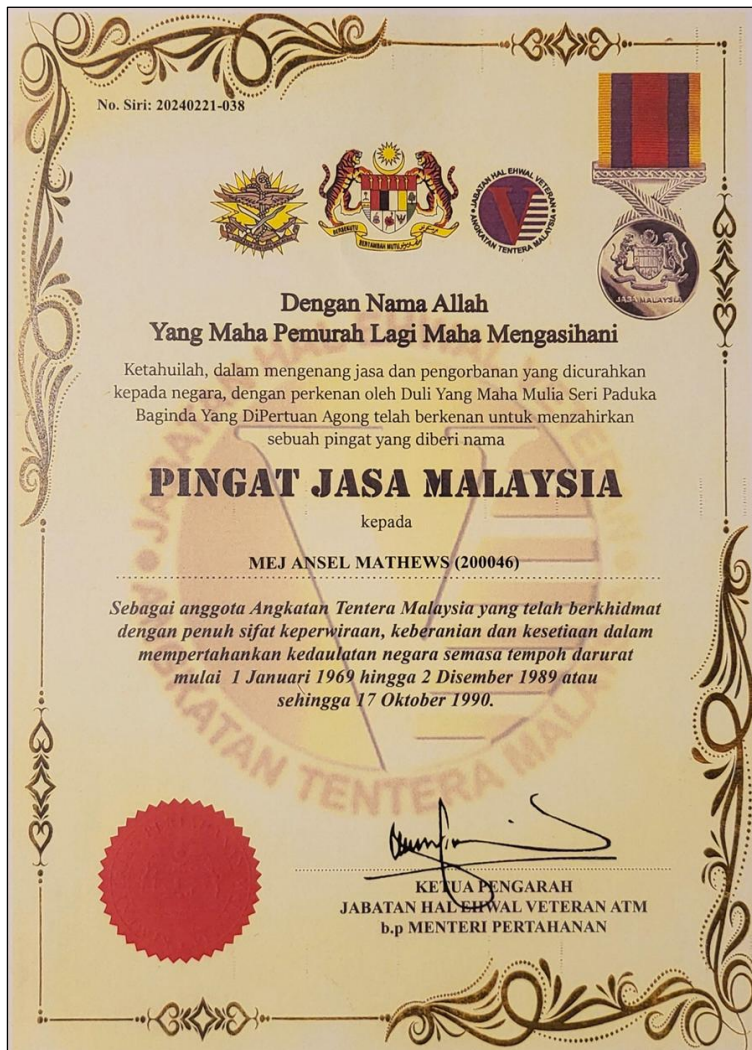 No. Siri: 20240221-038
BERSEKUTU
BERTAMBAH MUTU
JABATAN HAL EHWAL VETERAN
ANGKATAN TENTERA MALAYSIA
JASA MALAYSIA
Dengan Nama Allah
Yang Maha Pemurah Lagi Maha Mengasihani
Ketahuilah, dalam mengenang jasa dan pengorbanan yang dicurahkan
kepada negara, dengan perkenan oleh Duli Yang Maha Mulia Seri Paduka
Baginda Yang DiPertuan Agong telah berkenan untuk menzahirkan
sebuah pingat yang diberi nama
PINGAT JASA MALAYSIA
kepada
MEJ ANSEL MATHEWS (200046)
Sebagai anggota Angkatan Tentera Malaysia yang telah berkhidmat
dengan penuh sifat keperwiraan, keberanian dan kesetiaan dalam
mempertahankan kedaulatan negara semasa tempoh darurat
mulai 1 Januari 1969 hingga 2 Disember 1989 atau
sehingga 17 Oktober 1990.
KETUA PENGARAH
JABATAN HAL EHWAL VETERAN ATM
b.p MENTERI PERTAHANAN